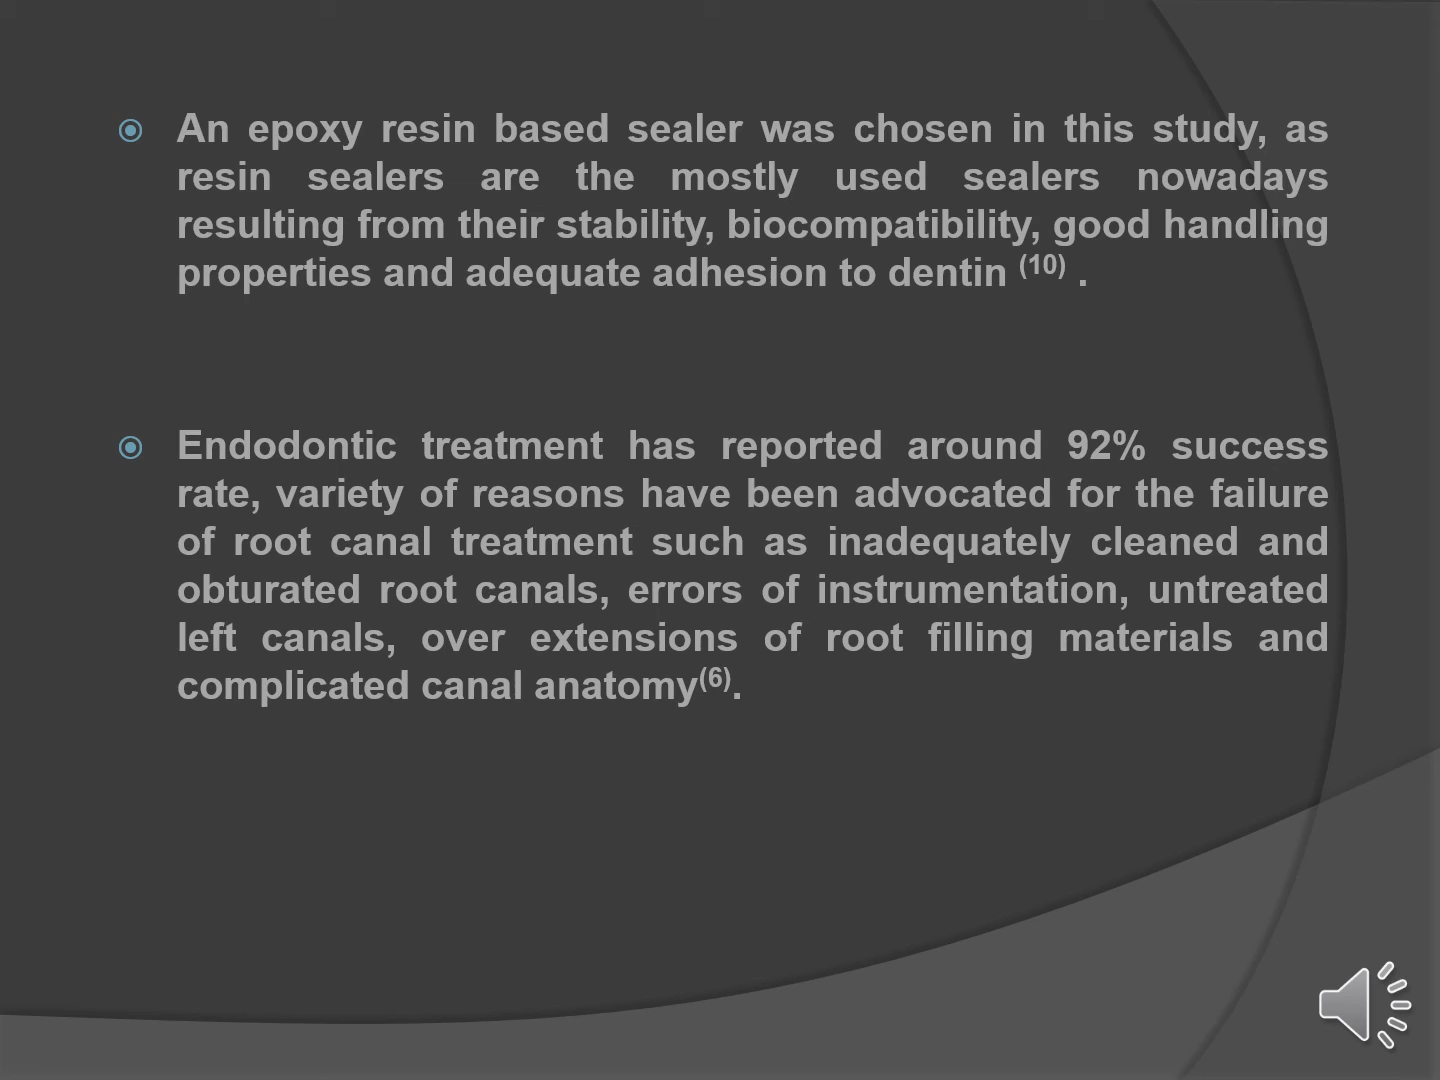 An epoxy resin based sealer was chosen in this study, as
resin sealers are the mostly used sealers nowadays
resulting from their stability, biocompatibility, good handling
properties and adequate adhesion to dentin (10) .
Endodontic treatment has reported around 92% success
rate, variety of reasons have been advocated for the failure
of root canal treatment such as inadequately cleaned and
obturated root canals, errors of instrumentation, untreated
left canals, over extensions of root filling materials and
complicated canal anatomy(6).